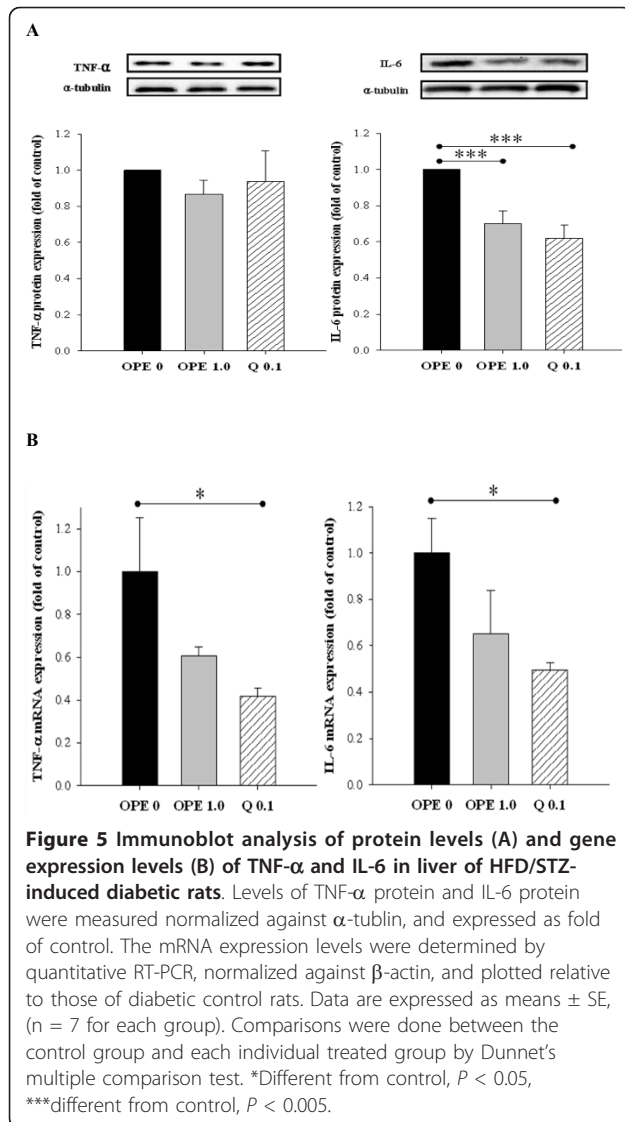 A
TNF-α
α-tubulin
IL-6
α-tubulin
TNF-α protein expression (fold of control)
1.2
1.0
0.8
0.6
0.4
0.2
0.0
OPE 0 OPE 1.0 Q 0.1
IL-6 protein expression (fold of control)
1.2
1.0
0.8
0.6
0.4
0.2
0.0
***
***
OPE 0 OPE 1.0 Q 0.1
B
TNF-α mRNA expression (fold of control)
1.2
1.0
0.8
0.6
0.4
0.2
0.0
*
OPE 0 OPE 1.0 Q 0.1
IL-6 mRNA expression (fold of control)
1.2
1.0
0.8
0.6
0.4
0.2
0.0
*
OPE 0 OPE 1.0 Q 0.1
Figure 5 Immunoblot analysis of protein levels (A) and gene
expression levels (B) of TNF-α and IL-6 in liver of HFD/STZ-
induced diabetic rats. Levels of TNF-α protein and IL-6 protein
were measured normalized against α-tublin, and expressed as fold
of control. The mRNA expression levels were determined by
quantitative RT-PCR, normalized against β-actin, and plotted relative
to those of diabetic control rats. Data are expressed as means ± SE,
(n = 7 for each group). Comparisons were done between the
control group and each individual treated group by Dunnet's
multiple comparison test. *Different from control, P < 0.05,
***different from control, P < 0.005.